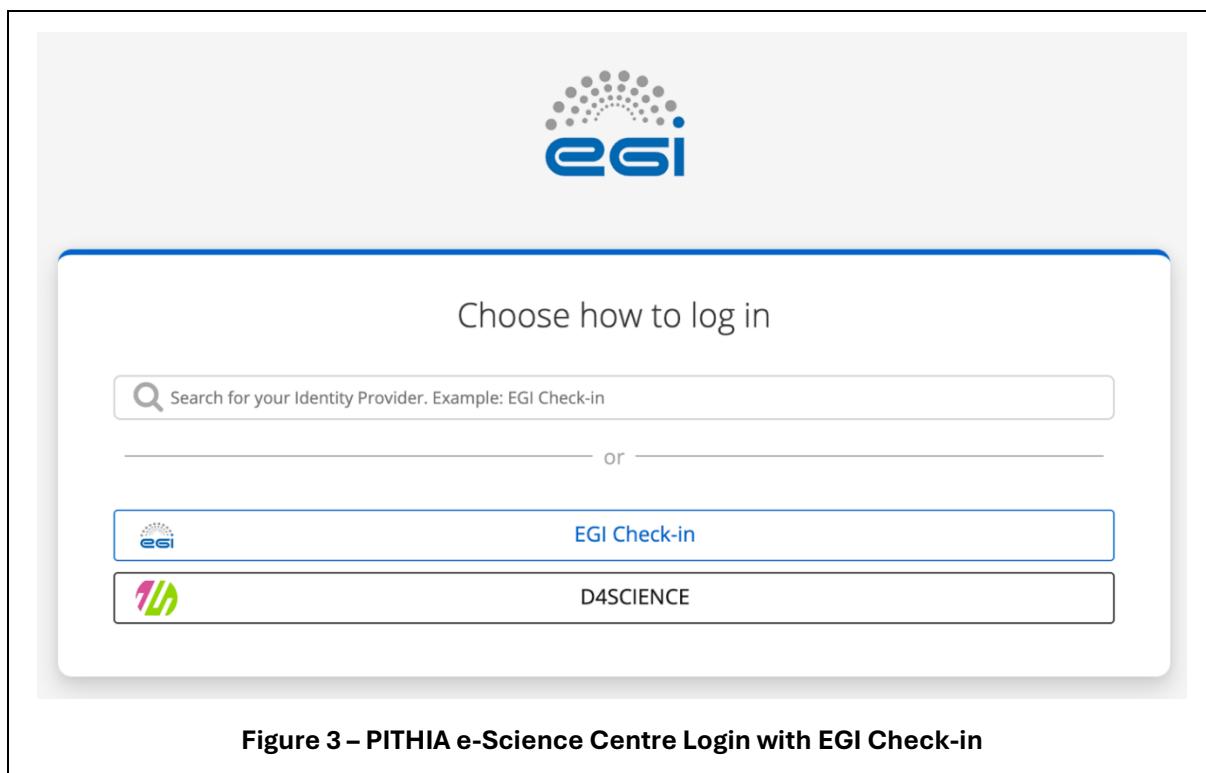 egi
Choose how to log in
Search for your Identity Provider. Example: EGI Check-in
or
egi EGI Check-in
D4SCIENCE
Figure 3 – PITHIA e-Science Centre Login with EGI Check-in